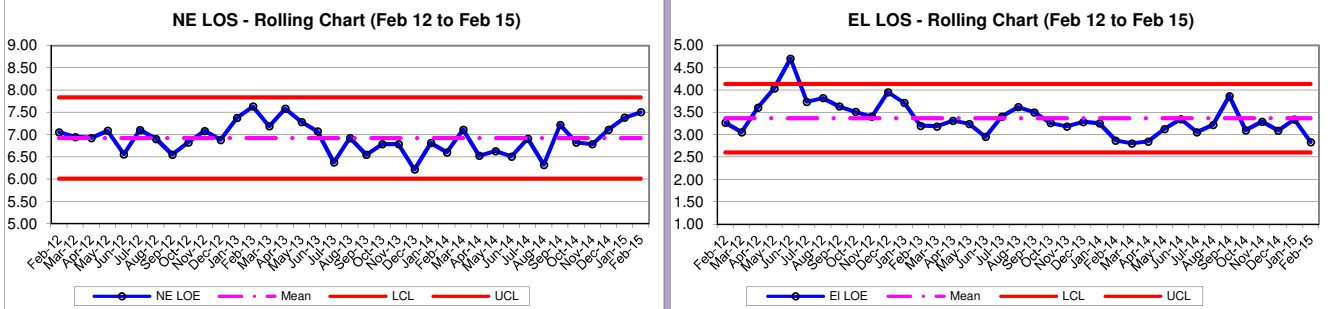 NE LOS - Rolling Chart (Feb 12 to Feb 15)
9.00
8.50
8.00
7.50
7.00
6.50
6.00
5.00
Feb-12
Mar-12
Apr-12
May-12
Jun-12
Jul-12
Aug-12
Sep-12
Oct-12
Nov-12
Dec-12
Jan-13
Feb-13
Mar-13
Apr-13
May-13
Jun-13
Jul-13
Aug-13
Sep-13
Oct-13
Nov-13
Dec-13
Jan-14
Feb-14
Mar-14
Apr-14
May-14
Jun-14
Jul-14
Aug-14
Sep-14
Oct-14
Nov-14
Dec-14
Jan-15
Feb-15
NE LOE Mean LCL UCL
EL LOS - Rolling Chart (Feb 12 to Feb 15)
5.00
4.50
4.00
3.50
3.00
2.50
2.00
1.00
Feb-12
Mar-12
Apr-12
May-12
Jun-12
Jul-12
Aug-12
Sep-12
Oct-12
Nov-12
Dec-12
Jan-13
Feb-13
Mar-13
Apr-13
May-13
Jun-13
Jul-13
Aug-13
Sep-13
Oct-13
Nov-13
Dec-13
Jan-14
Feb-14
Mar-14
Apr-14
May-14
Jun-14
Jul-14
Aug-14
Sep-14
Oct-14
Nov-14
Dec-14
Jan-15
Feb-15
El LOE Mean LCL UCL